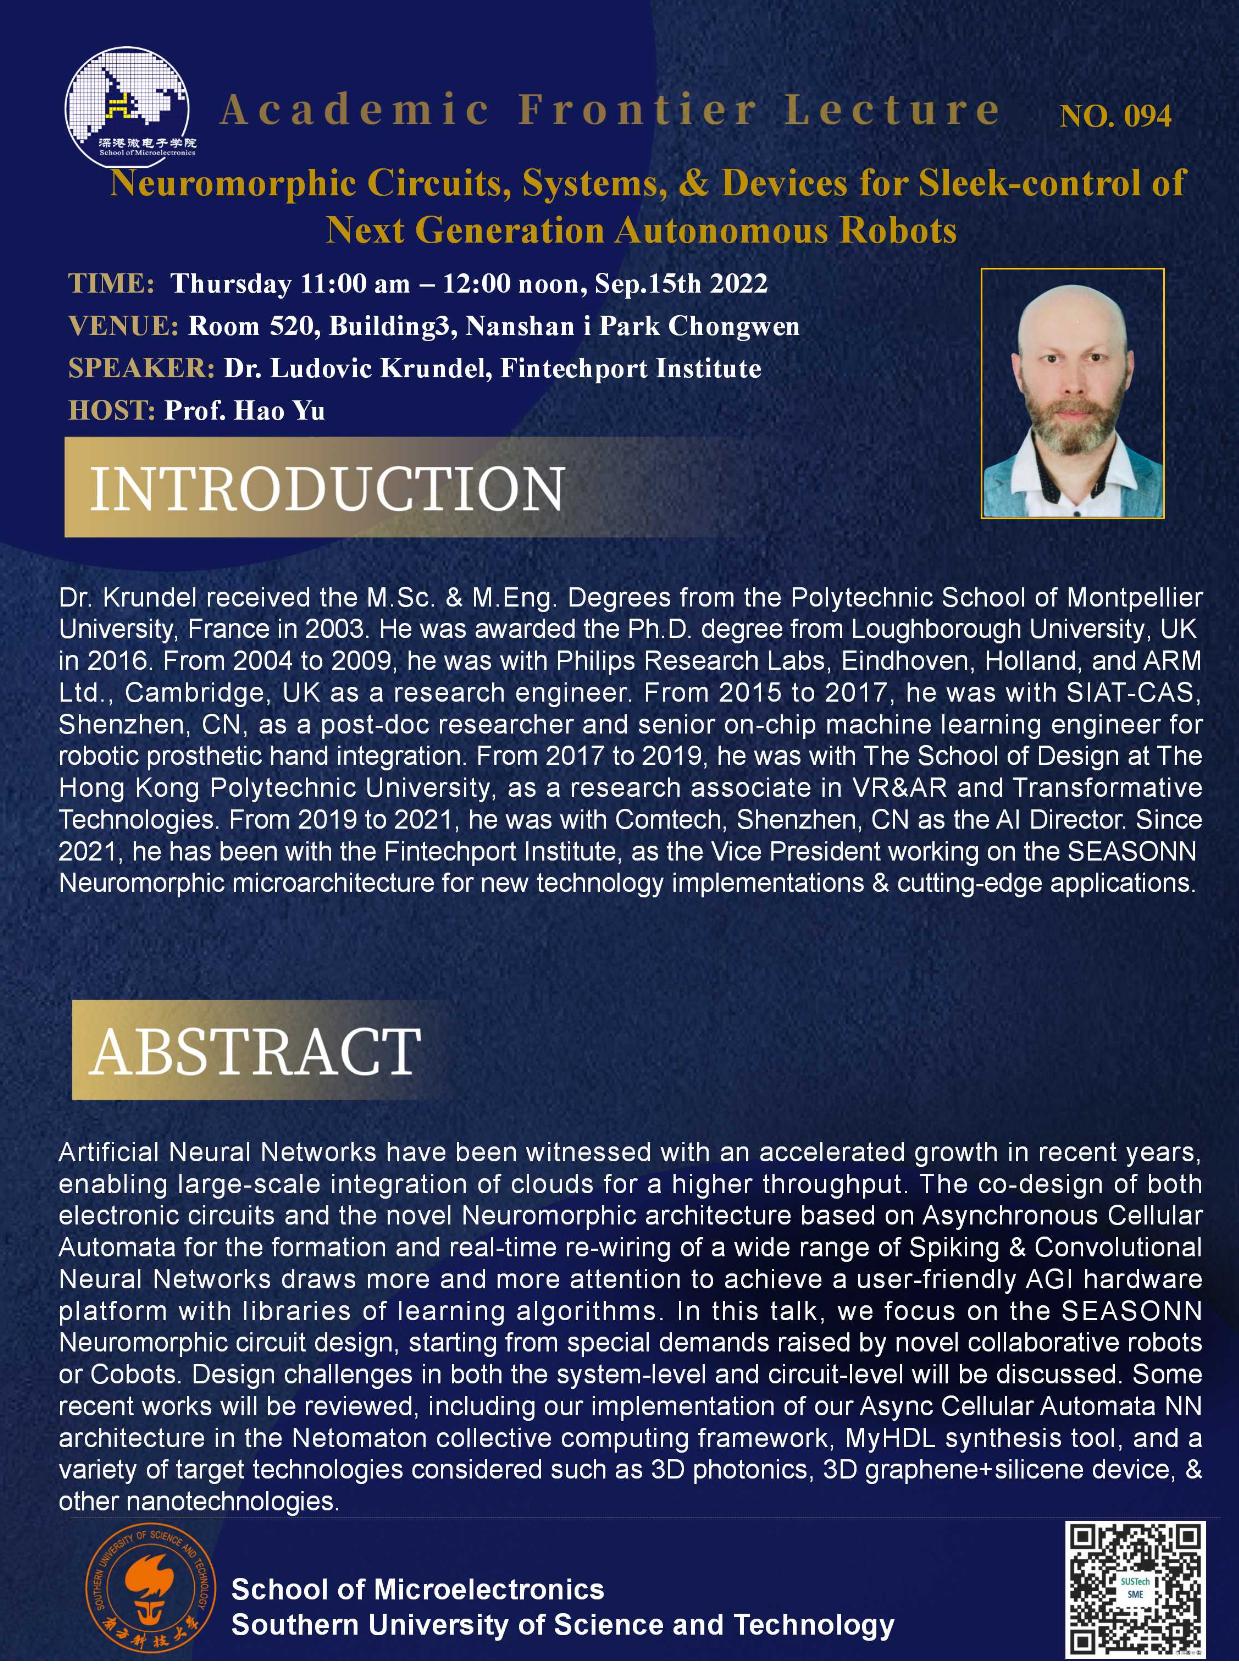 深港微电子学院
School of Microelectronics
Academic Frontier Lecture NO. 094
Neuromorphic Circuits, Systems, & Devices for Sleek-control of
Next Generation Autonomous Robots
TIME: Thursday 11:00 am – 12:00 noon, Sep.15th 2022
VENUE: Room 520, Building3, Nanshan i Park Chongwen
SPEAKER: Dr. Ludovic Krundel, Fintechport Institute
HOST: Prof. Hao Yu
INTRODUCTION
Dr. Krundel received the M.Sc. & M.Eng. Degrees from the Polytechnic School of Montpellier
University, France in 2003. He was awarded the Ph.D. degree from Loughborough University, UK
in 2016. From 2004 to 2009, he was with Philips Research Labs, Eindhoven, Holland, and ARM
Ltd., Cambridge, UK as a research engineer. From 2015 to 2017, he was with SIAT-CAS,
Shenzhen, CN, as a post-doc researcher and senior on-chip machine learning engineer for
robotic prosthetic hand integration. From 2017 to 2019, he was with The School of Design at The
Hong Kong Polytechnic University, as a research associate in VR&AR and Transformative
Technologies. From 2019 to 2021, he was with Comtech, Shenzhen, CN as the AI Director. Since
2021, he has been with the Fintechport Institute, as the Vice President working on the SEASONN
Neuromorphic microarchitecture for new technology implementations & cutting-edge applications.
ABSTRACT
Artificial Neural Networks have been witnessed with an accelerated growth in recent years,
enabling large-scale integration of clouds for a higher throughput. The co-design of both
electronic circuits and the novel Neuromorphic architecture based on Asynchronous Cellular
Automata for the formation and real-time re-wiring of a wide range of Spiking & Convolutional
Neural Networks draws more and more attention to achieve a user-friendly AGI hardware
platform with libraries of learning algorithms. In this talk, we focus on the SEASONN
Neuromorphic circuit design, starting from special demands raised by novel collaborative robots
or Cobots. Design challenges in both the system-level and circuit-level will be discussed. Some
recent works will be reviewed, including our implementation of our Async Cellular Automata NN
architecture in the Netomaton collective computing framework, MyHDL synthesis tool, and a
variety of target technologies considered such as 3D photonics, 3D graphene+silicene device, &
other nanotechnologies.
SOUTHERN UNIVERSITY OF SCIENCE AND TECHNOLOGY
南方科技大学
School of Microelectronics
Southern University of Science and Technology
SUSTech
SME